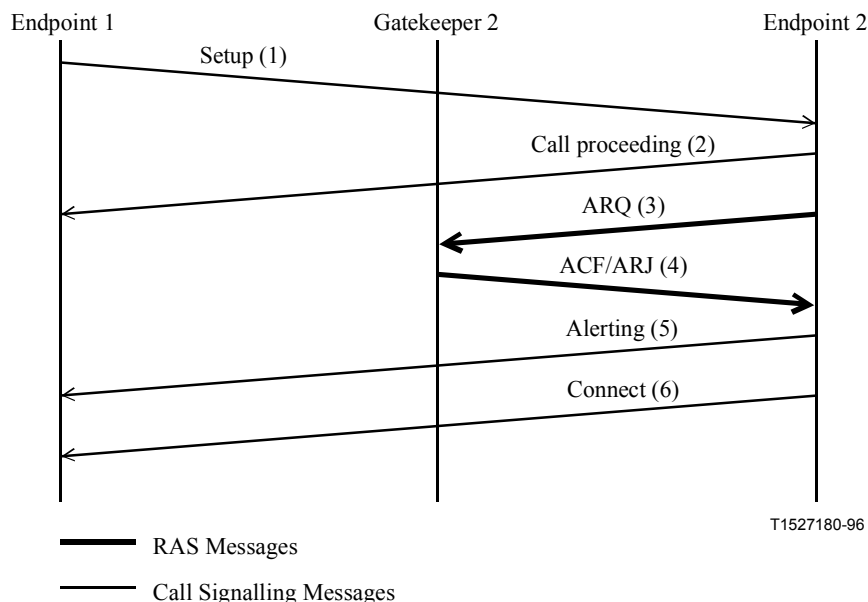 Endpoint 1 Gatekeeper 2 Endpoint 2
Setup (1)
Call proceeding (2)
ARQ (3)
ACF/ARJ (4)
Alerting (5)
Connect (6)
T1527180-96
RAS Messages
Call Signalling Messages